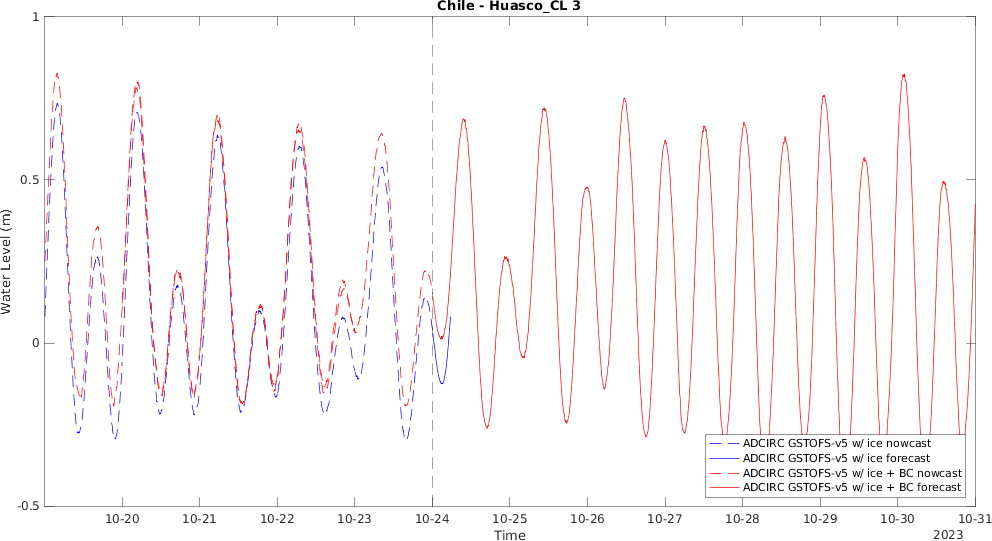 Chile - Huasco_CL 3
Water Level (m)
1
0.5
0
-0.5
10-20 10-21 10-22 10-23 10-24 10-25 10-26 10-27 10-28 10-29 10-30 10-31
Time
2023
ADCIRC GSTOFS-v5 w/ ice nowcast
ADCIRC GSTOFS-v5 w/ ice forecast
ADCIRC GSTOFS-v5 w/ ice + BC nowcast
ADCIRC GSTOFS-v5 w/ ice + BC forecast